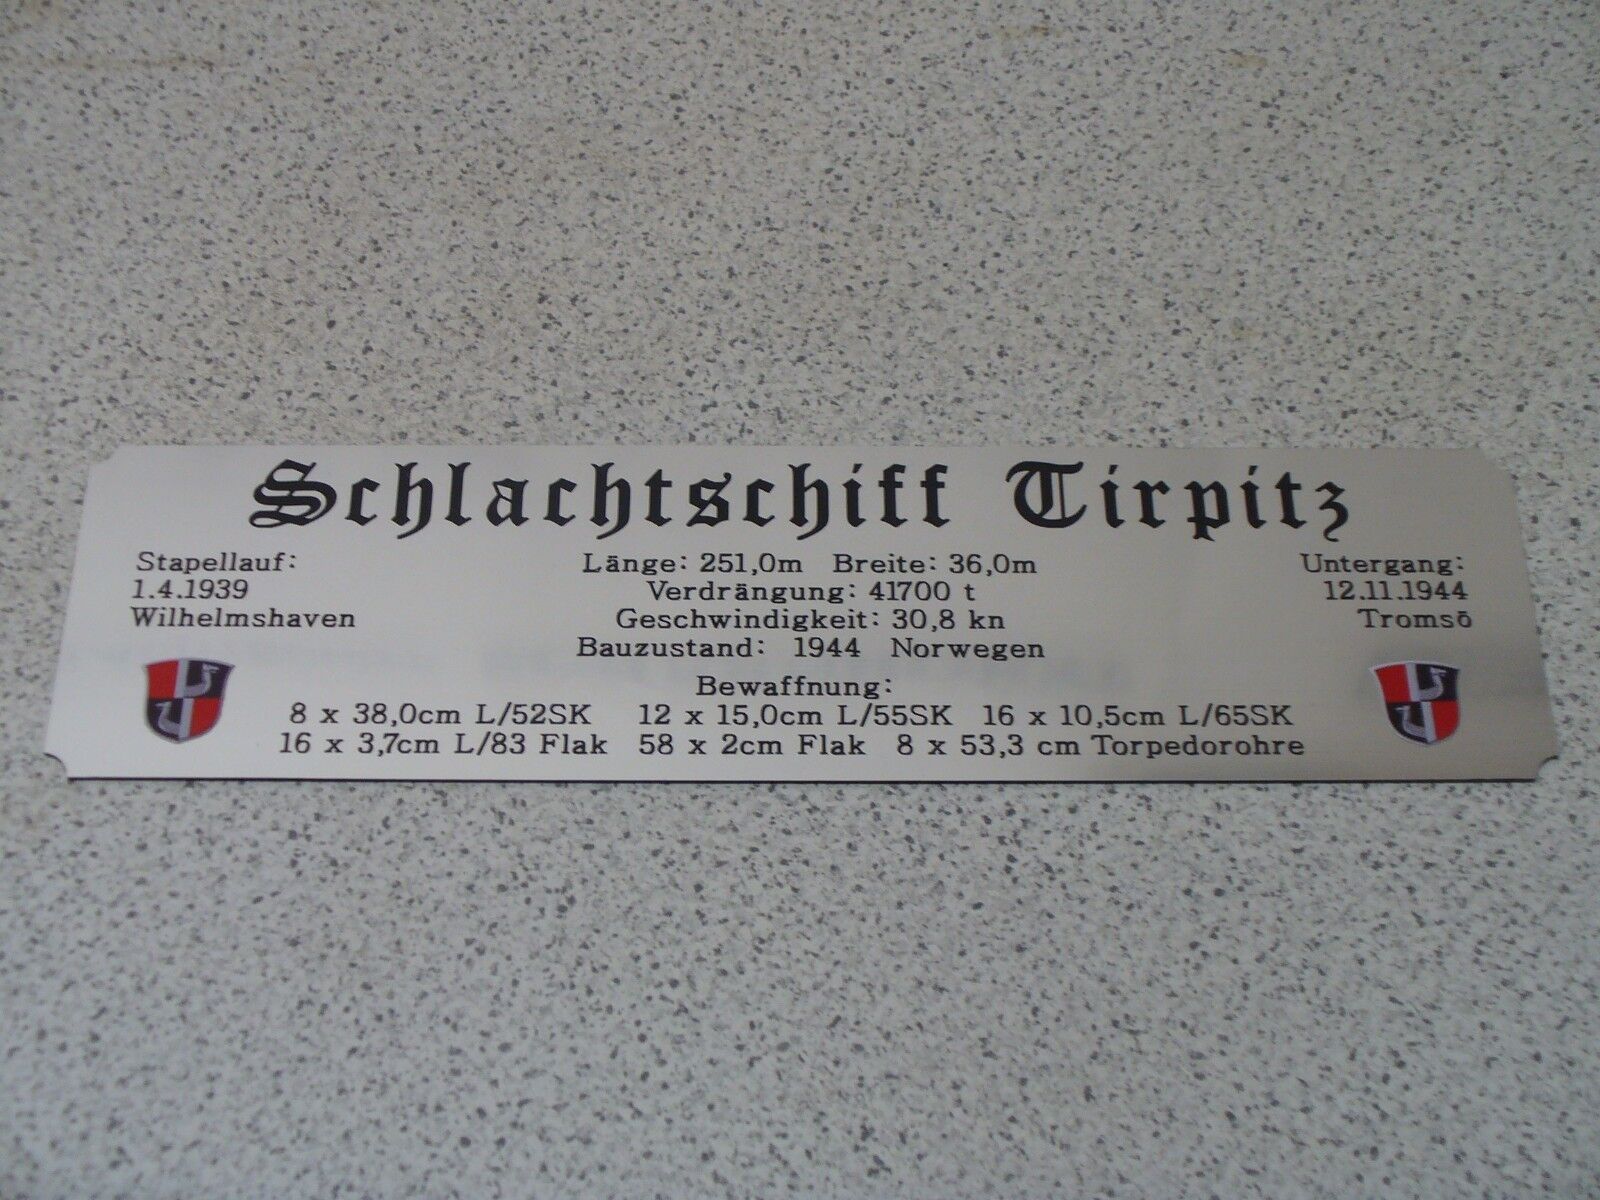 Schlachtschiff Tirpitz
Stapellauf:
1.4.1939
Wilhelmshaven
Länge: 251,0m Breite: 36,0m
Verdrängung: 41700 t
Geschwindigkeit: 30,8 kn
Bauzustand: 1944 Norwegen
Untergang:
12.11.1944
Tromsö
Bewaffnung:
8 x 38,0cm L/52SK 12 x 15,0cm L/55SK 16 x 10,5cm L/65SK
16 x 3,7cm L/83 Flak 58 x 2cm Flak 8 x 53,3 cm Torpedorohre